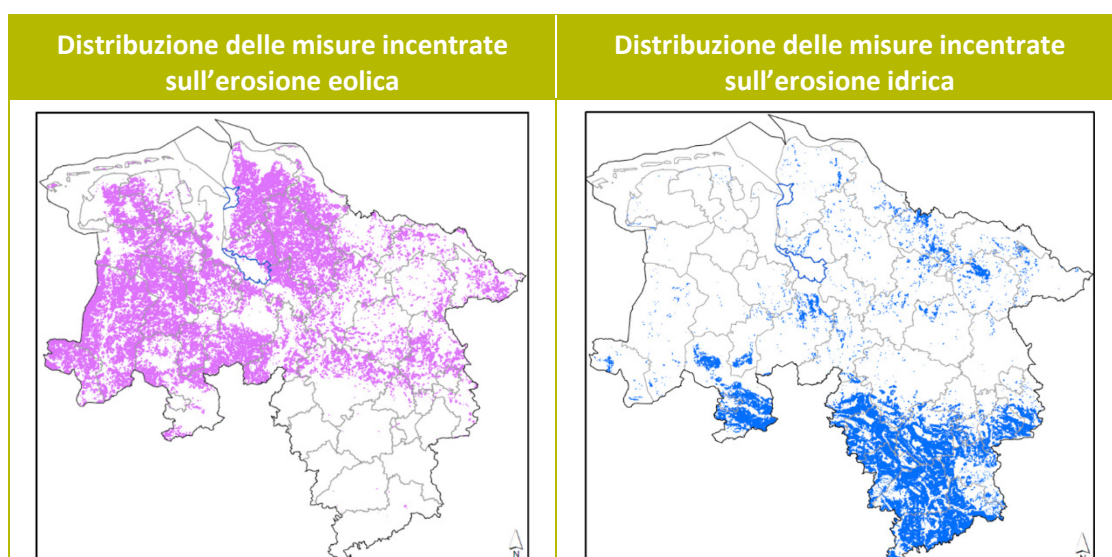 Distribuzione delle misure incentrate
sull'erosione eolica
Distribuzione delle misure incentrate
sull'erosione idrica
N
N